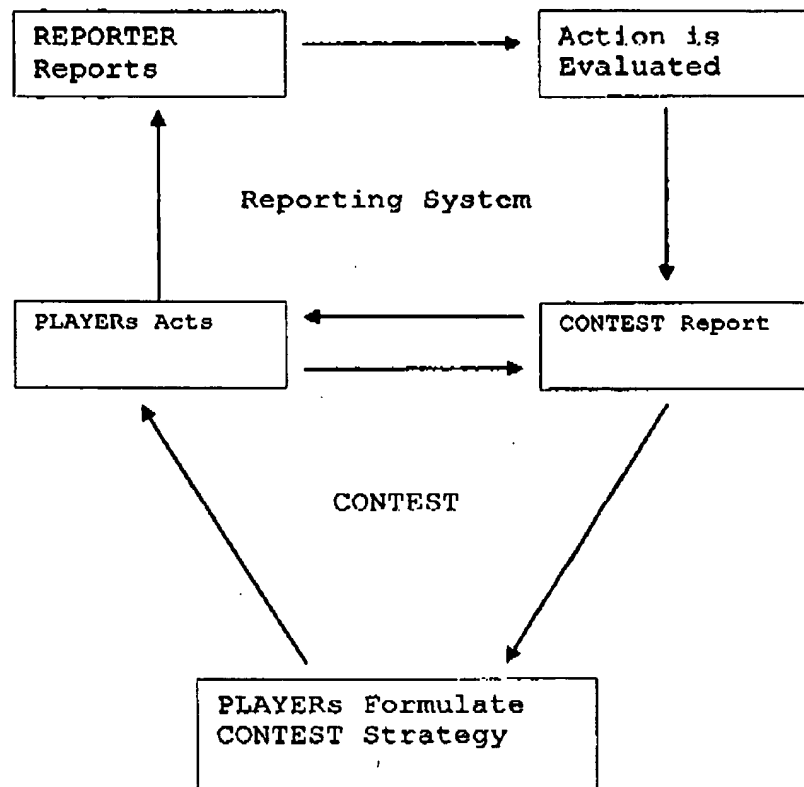 REPORTER
Reports
Action is
Evaluated
Reporting System
PLAYERs Acts
CONTEST Report
CONTEST
PLAYERs Formulate
CONTEST Strategy